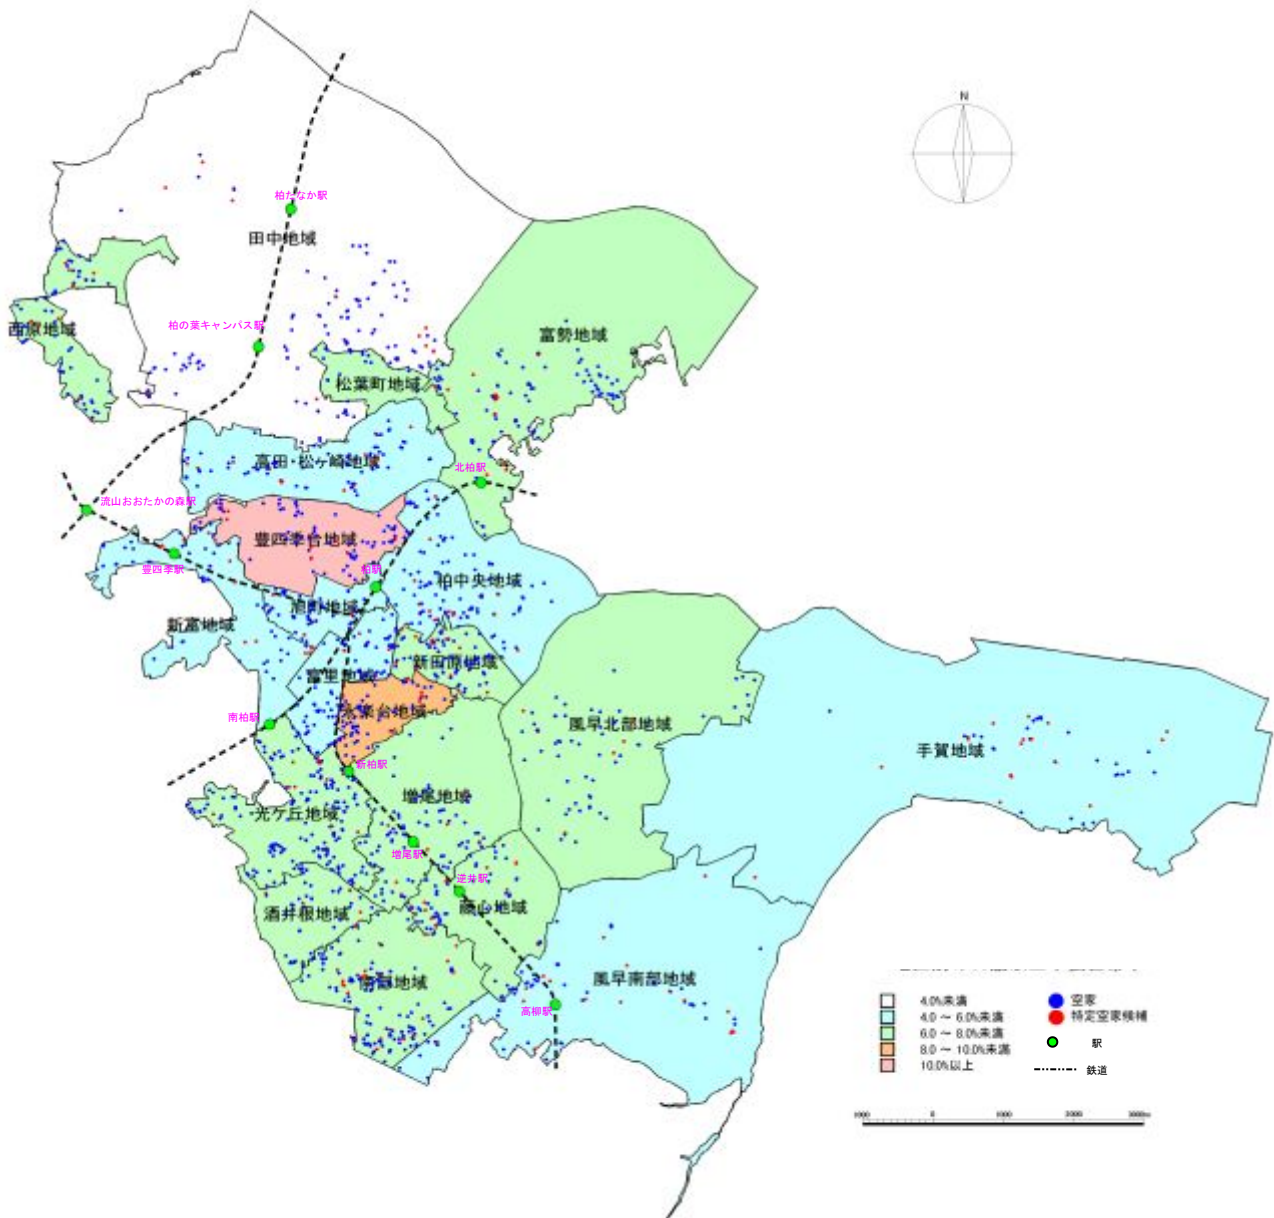 N
柏たなか駅
田中地域
柏の葉キャンパス駅
西原地域
富勢地域
松葉町地域
高田・松ケ崎地域
北柏駅
流山おおたかの森駅
豊四季台地域
豊四季駅
柏駅
柏中央地域
旭町地域
新富地域
新田原地域
富里地域
永楽台地域
南柏駅
風早北部地域
手賀地域
新柏駅
増尾地域
光ケ丘地域
増尾駅
逆井駅
藤心地域
酒井根地域
南部地域
風早南部地域
高柳駅
4.0%未満
4.0 ～ 6.0%未満
6.0 ～ 8.0%未満
8.0 ～ 10.0%未満
10.0%以上
空家
特定空家候補
駅
鉄道
1000 0 1000 2000 3000m